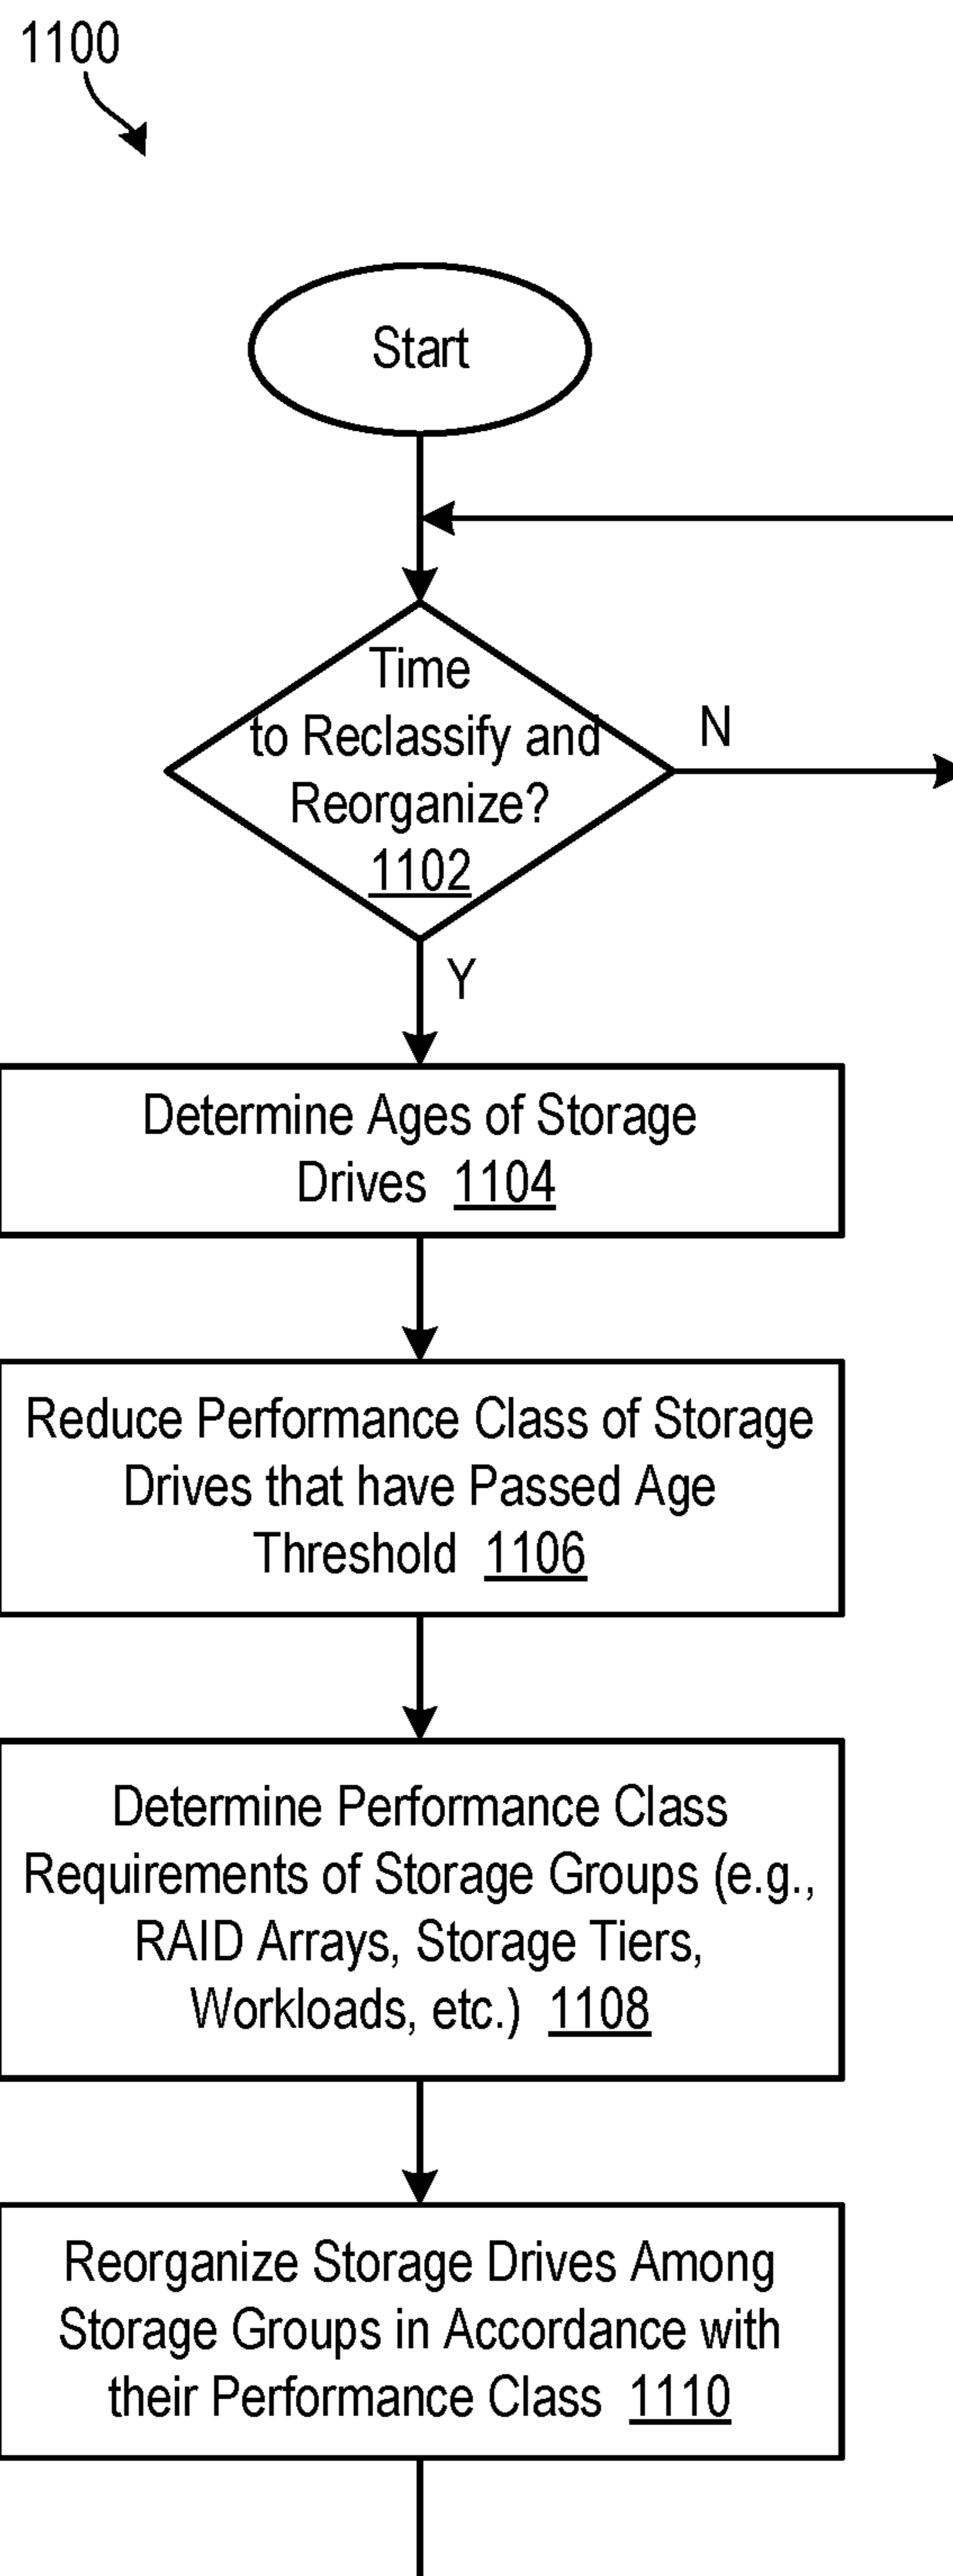 1100
Start
Time
to Reclassify and
Reorganize?
1102
N
Y
Determine Ages of Storage
Drives 1104
Reduce Performance Class of Storage
Drives that have Passed Age
Threshold 1106
Determine Performance Class
Requirements of Storage Groups (e.g.,
RAID Arrays, Storage Tiers,
Workloads, etc.) 1108
Reorganize Storage Drives Among
Storage Groups in Accordance with
their Performance Class 1110